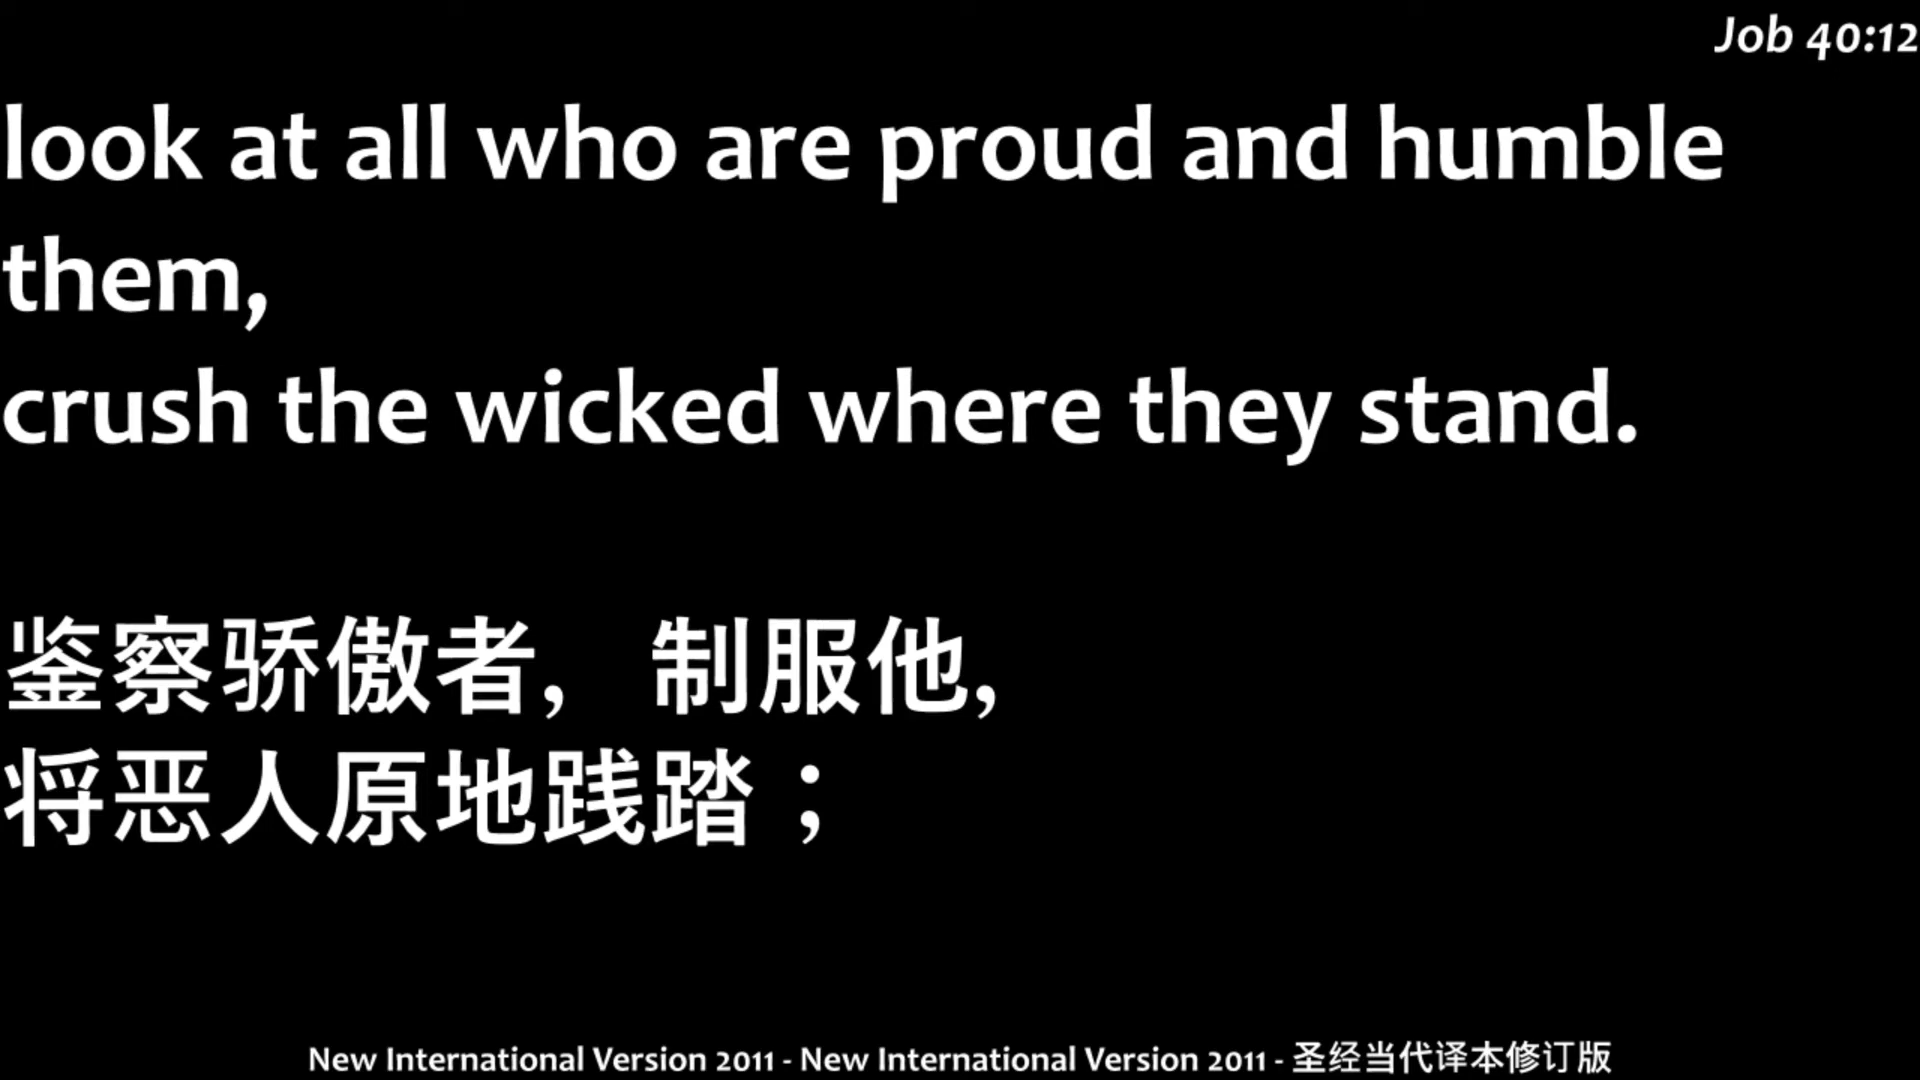 Job 40:12
look at all who are proud and humble
them,
crush the wicked where they stand.
鉴察骄傲者, 制服他,
将恶人原地践踏；
New International Version 2011 - New International Version 2011 - 圣经当代译本修订版